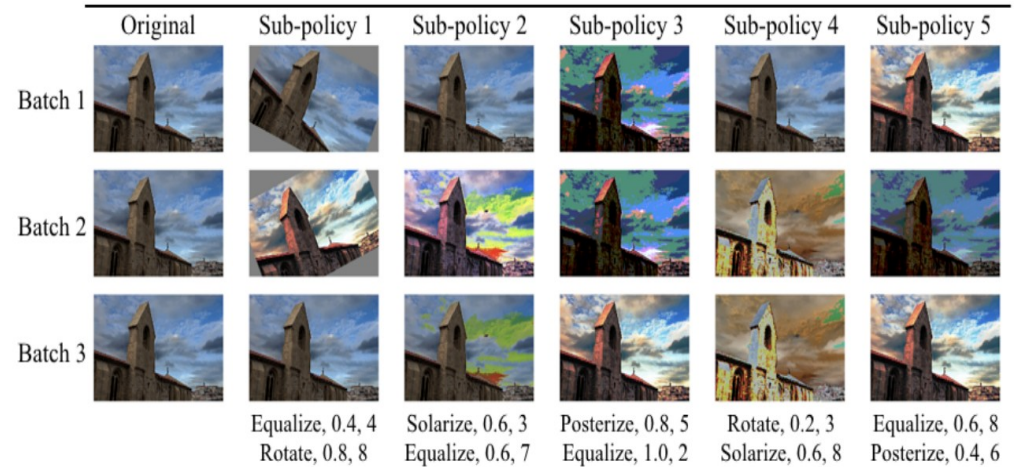 Original Sub-policy 1 Sub-policy 2 Sub-policy 3 Sub-policy 4 Sub-policy 5
Batch 1
Batch 2
Batch 3
Equalize, 0.4, 4 Solarize, 0.6, 3 Posterize, 0.8, 5 Rotate, 0.2, 3 Equalize, 0.6, 8
Rotate, 0.8, 8 Equalize, 0.6, 7 Equalize, 1.0, 2 Solarize, 0.6, 8 Posterize, 0.4, 6